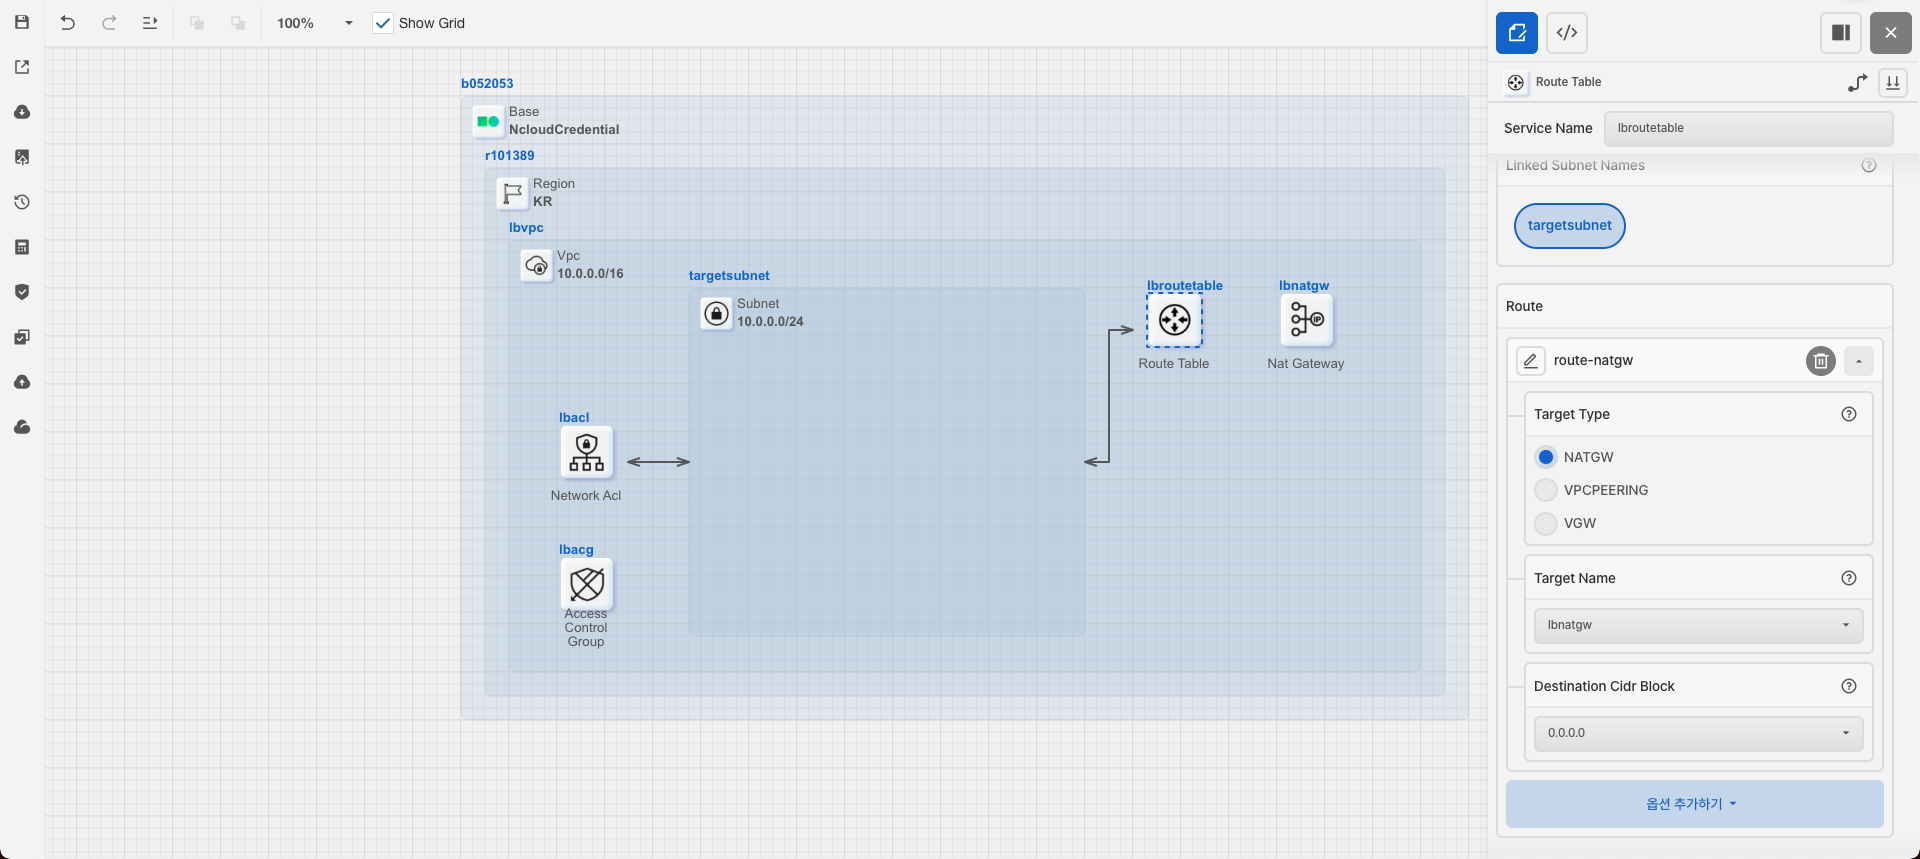 100%
Show Grid
b052053
Base
NcloudCredential
r101389
Region
KR
lbvpc
Vpc
10.0.0.0/16
targetsubnet
Subnet
10.0.0.0/24
lbroutetable
Route Table
lbnatgw
IP
Nat Gateway
lbacl
Network Acl
lbacg
Access
Control
Group
</>
Route Table
Service Name
lbroutetable
Linked Subnet Names
targetsubnet
Route
route-natgw
Target Type
NATGW
VPCPEERING
VGW
Target Name
lbnatgw
Destination Cidr Block
0.0.0.0
옵션 추가하기